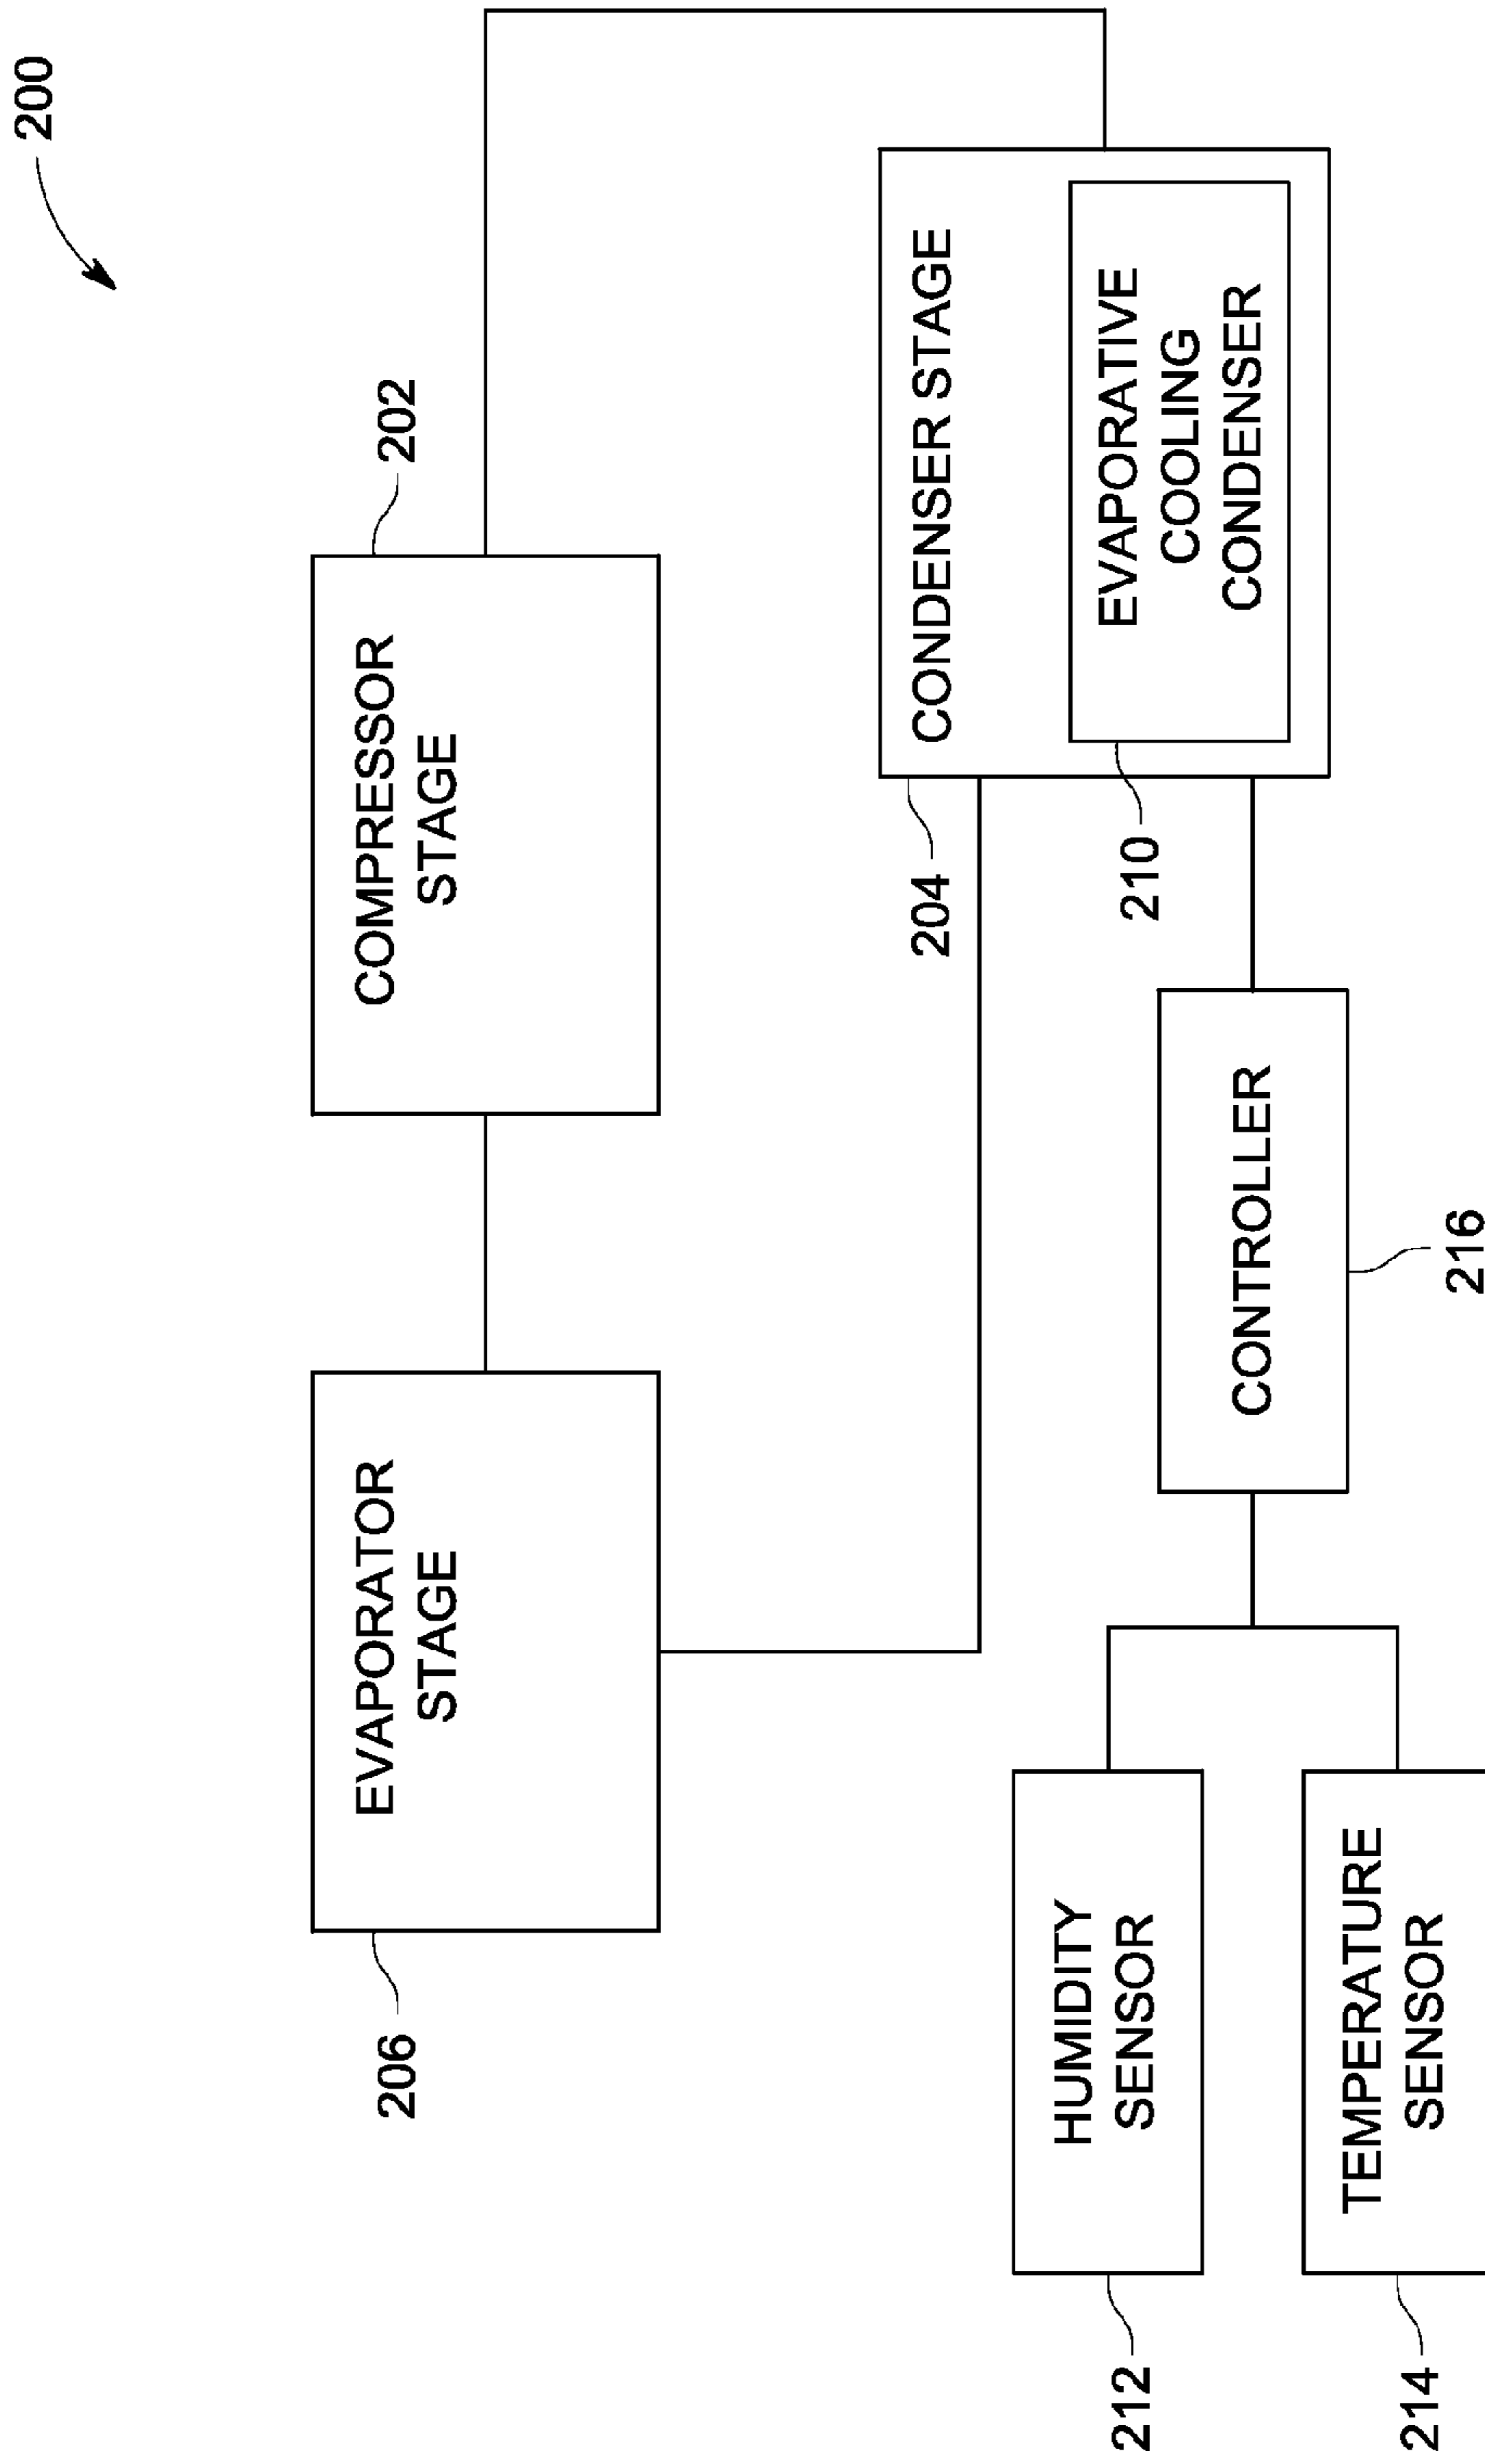 200
206
EVAPORATOR
STAGE
202
COMPRESSOR
STAGE
204
CONDENSER STAGE
210
EVAPORATIVE
COOLING
CONDENSER
212
HUMIDITY
SENSOR
CONTROLLER
216
214
TEMPERATURE
SENSOR